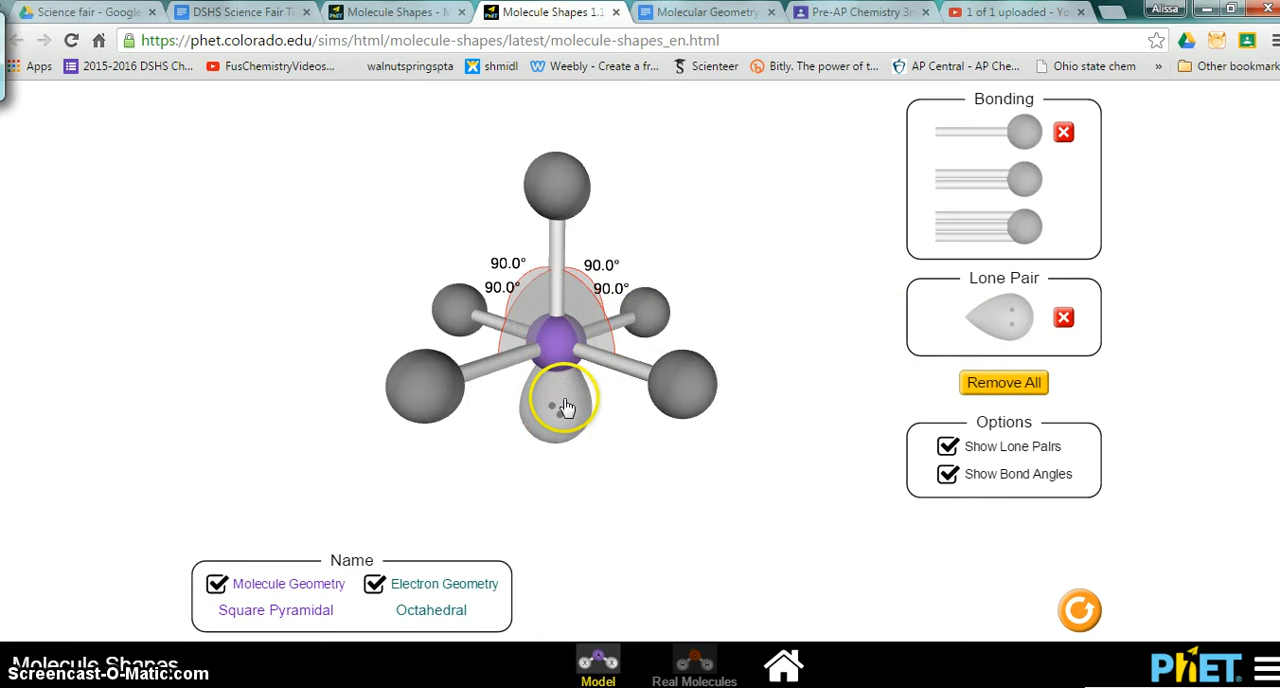 Science fair - Google
DSHS Science Fair Ti
Molecule Shapes - M
Molecule Shapes 1.1
Molecular Geometry
Pre-AP Chemistry 3r
1 of 1 uploaded - Yo
Alissa
https://phet.colorado.edu/sims/html/molecule-shapes/latest/molecule-shapes_en.html
Apps
2015-2016 DSHS Ch...
FusChemistryVideos...
walnutspringspta
shmidl
Weebly - Create a fr...
Scienteer
Bitly. The power of t...
AP Central - AP Che...
Ohio state chem
»
Other bookmark
Bonding
90.0°
90.0°
90.0°
90.0°
Lone Pair
Remove All
Options
Show Lone Pairs
Show Bond Angles
Name
Molecule Geometry
Electron Geometry
Square Pyramidal
Octahedral
Molecule Shapes
Screencast-O-Matic.com
Model
Real Molecules
PhET